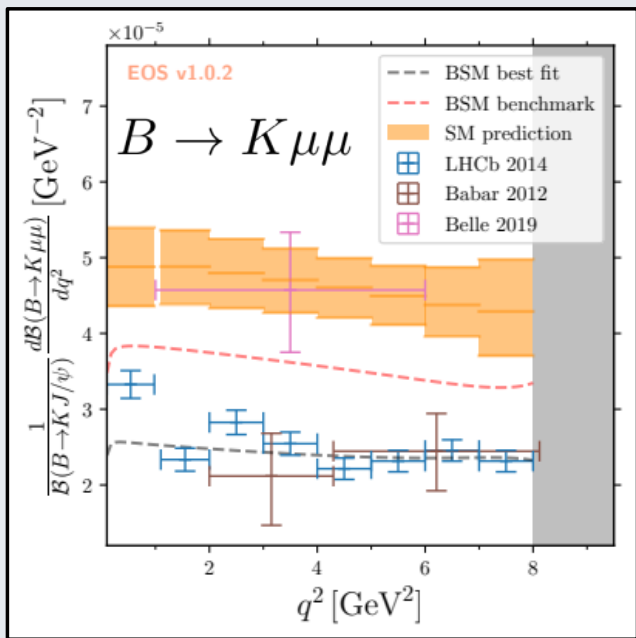 ×10⁻⁵
EOS v1.0.2
BSM best fit
BSM benchmark
SM prediction
LHCb 2014
Babar 2012
Belle 2019
B → Kμμ
1/𝓑(B→KJ/ψ) d𝓑(B→Kμμ)/dq² [GeV⁻²]
7
6
5
4
3
2
2 4 6 8
q² [GeV²]